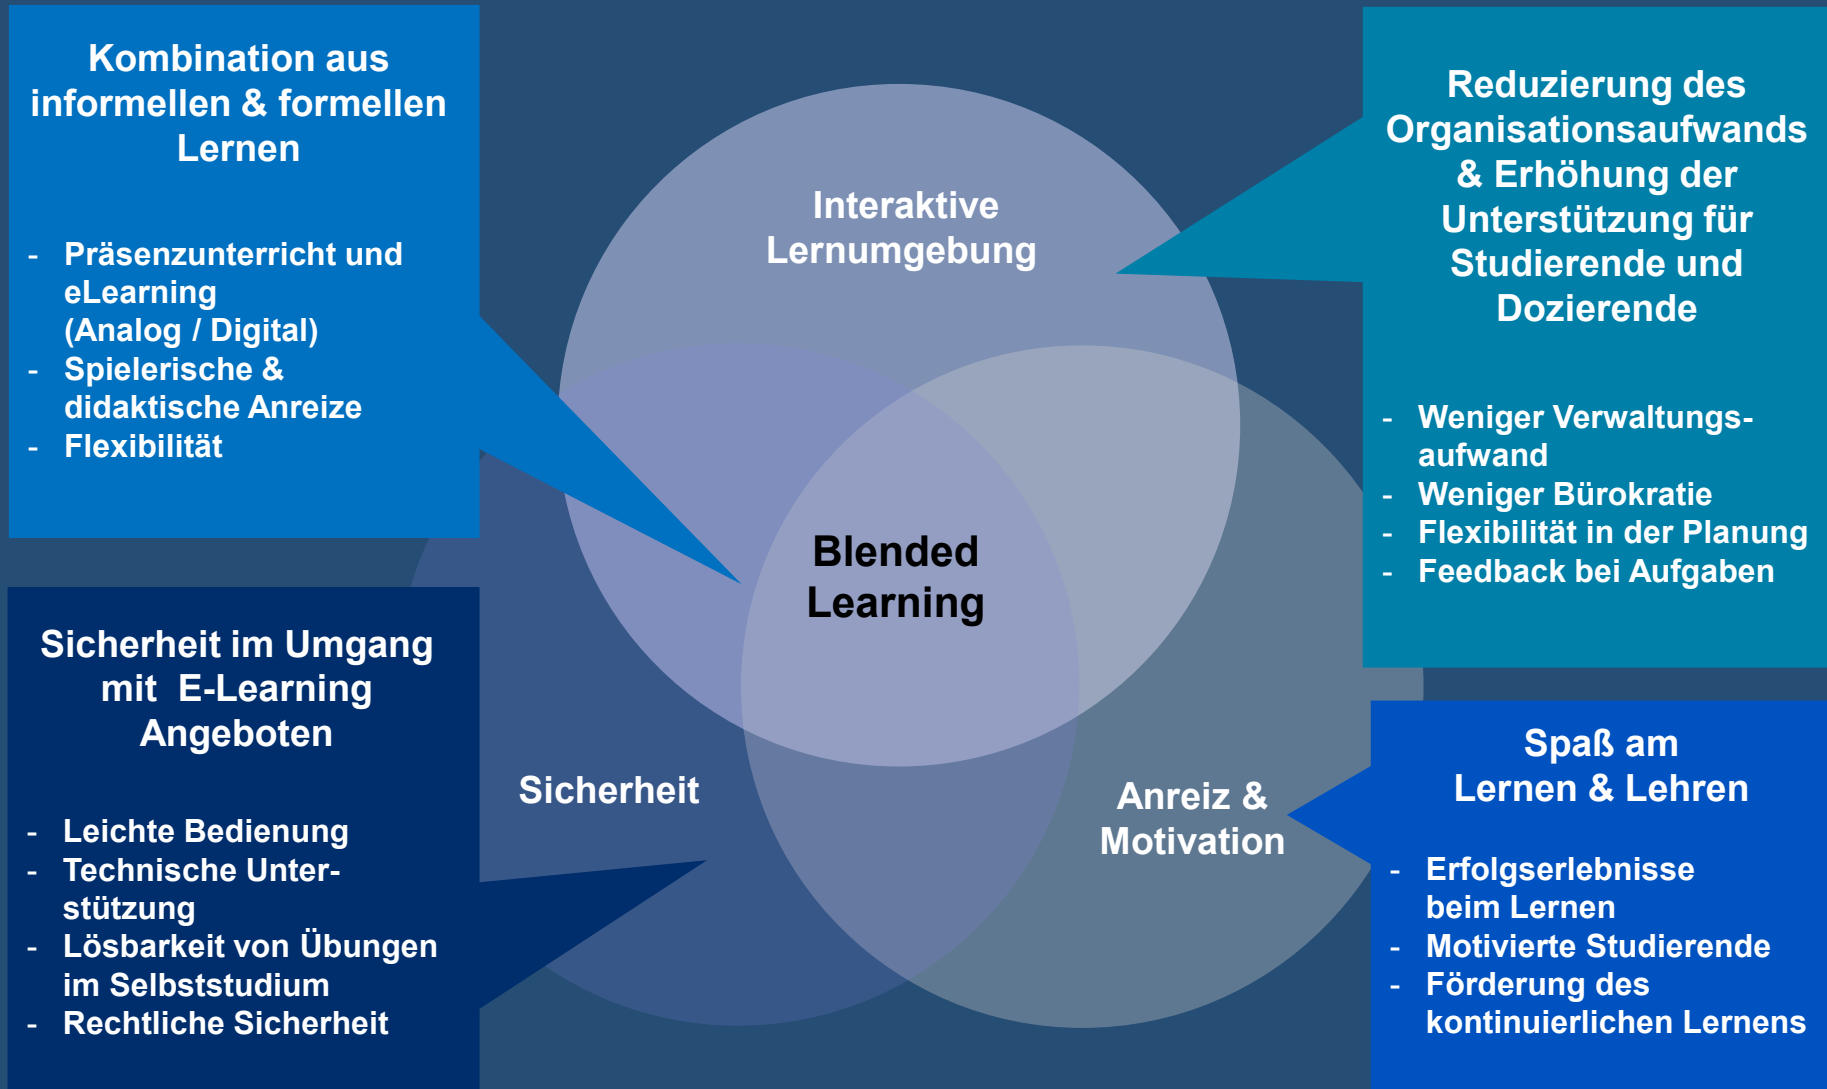 Kombination aus
informellen & formellen
Lernen
- Präsenzunterricht und
eLearning
(Analog / Digital)
- Spielerische &
didaktische Anreize
- Flexibilität
Interaktive
Lernumgebung
Reduzierung des
Organisationsaufwands
& Erhöhung der
Unterstützung für
Studierende und
Dozierende
- Weniger Verwaltungs-
aufwand
- Weniger Bürokratie
- Flexibilität in der Planung
- Feedback bei Aufgaben
Blended
Learning
Sicherheit im Umgang
mit  E-Learning
Angeboten
- Leichte Bedienung
- Technische Unter-
stützung
- Lösbarkeit von Übungen
im Selbststudium
- Rechtliche Sicherheit
Sicherheit
Anreiz &
Motivation
Spaß am
Lernen & Lehren
- Erfolgserlebnisse
beim Lernen
- Motivierte Studierende
- Förderung des
kontinuierlichen Lernens